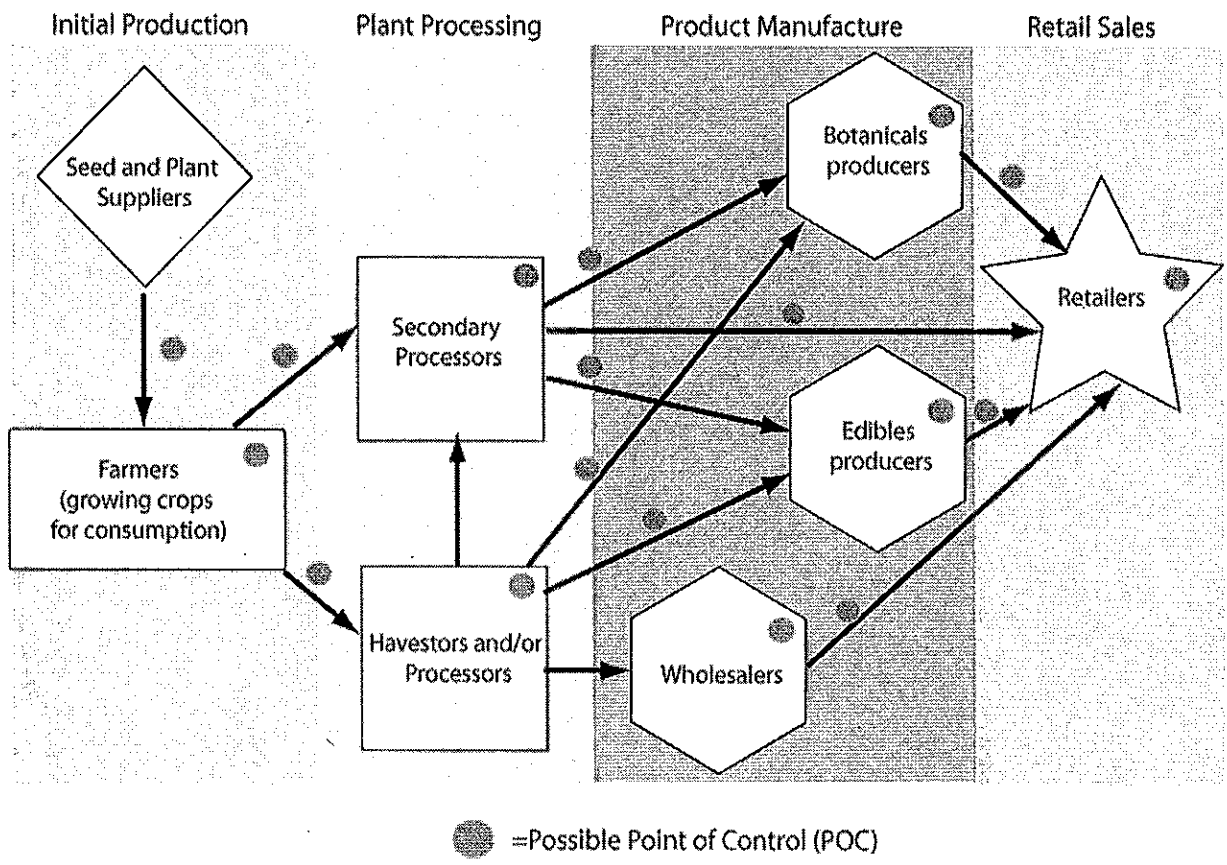 Initial Production
Plant Processing
Product Manufacture
Retail Sales
Seed and Plant
Suppliers
Farmers
(growing crops
for consumption)
Secondary
Processors
Havestors and/or
Processors
Botanicals
producers
Edibles
producers
Wholesalers
Retailers
=Possible Point of Control (POC)